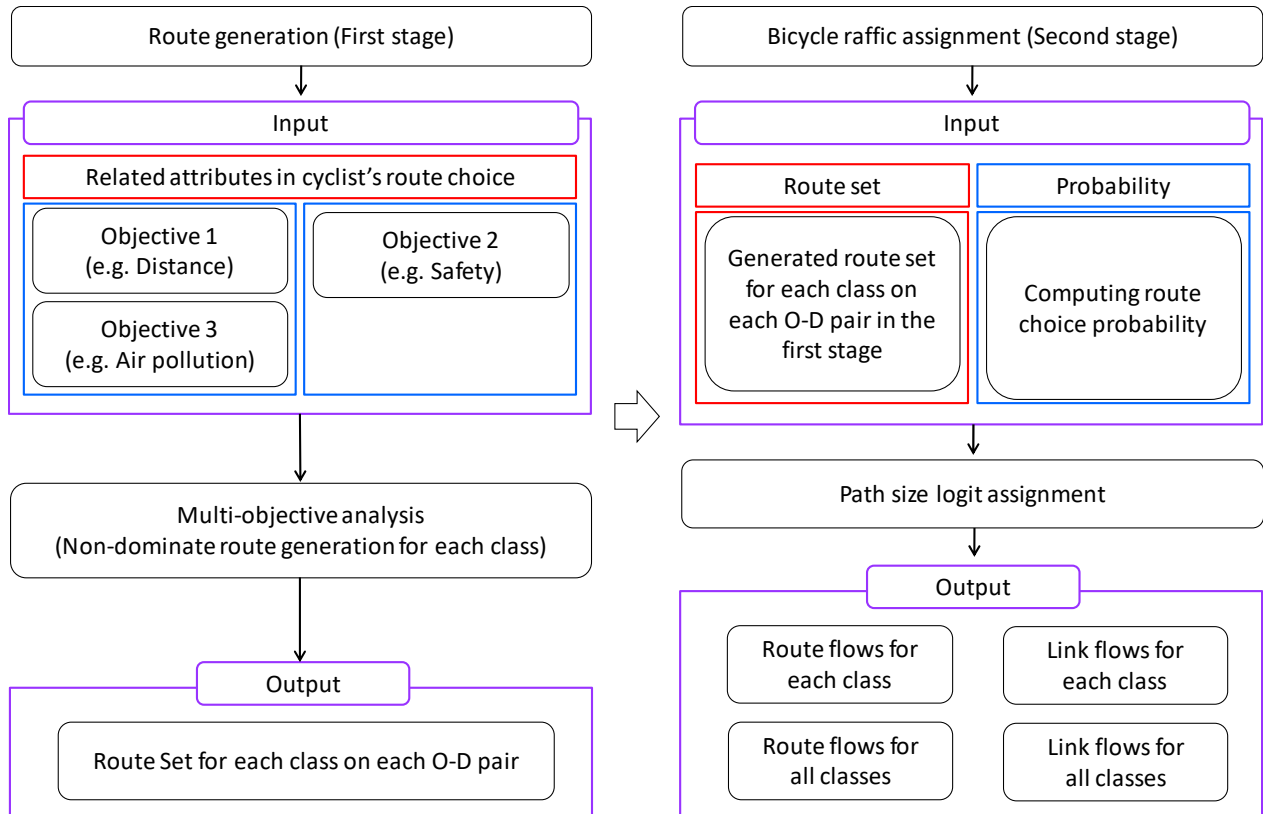 Route generation (First stage)
Input
Related attributes in cyclist's route choice
Objective 1
(e.g. Distance)
Objective 2
(e.g. Safety)
Objective 3
(e.g. Air pollution)
Multi-objective analysis
(Non-dominate route generation for each class)
Output
Route Set for each class on each O-D pair
Bicycle raffic assignment (Second stage)
Input
Route set
Probability
Generated route set
for each class on
each O-D pair in the
first stage
Computing route
choice probability
Path size logit assignment
Output
Route flows for
each class
Link flows for
each class
Route flows for
all classes
Link flows for
all classes